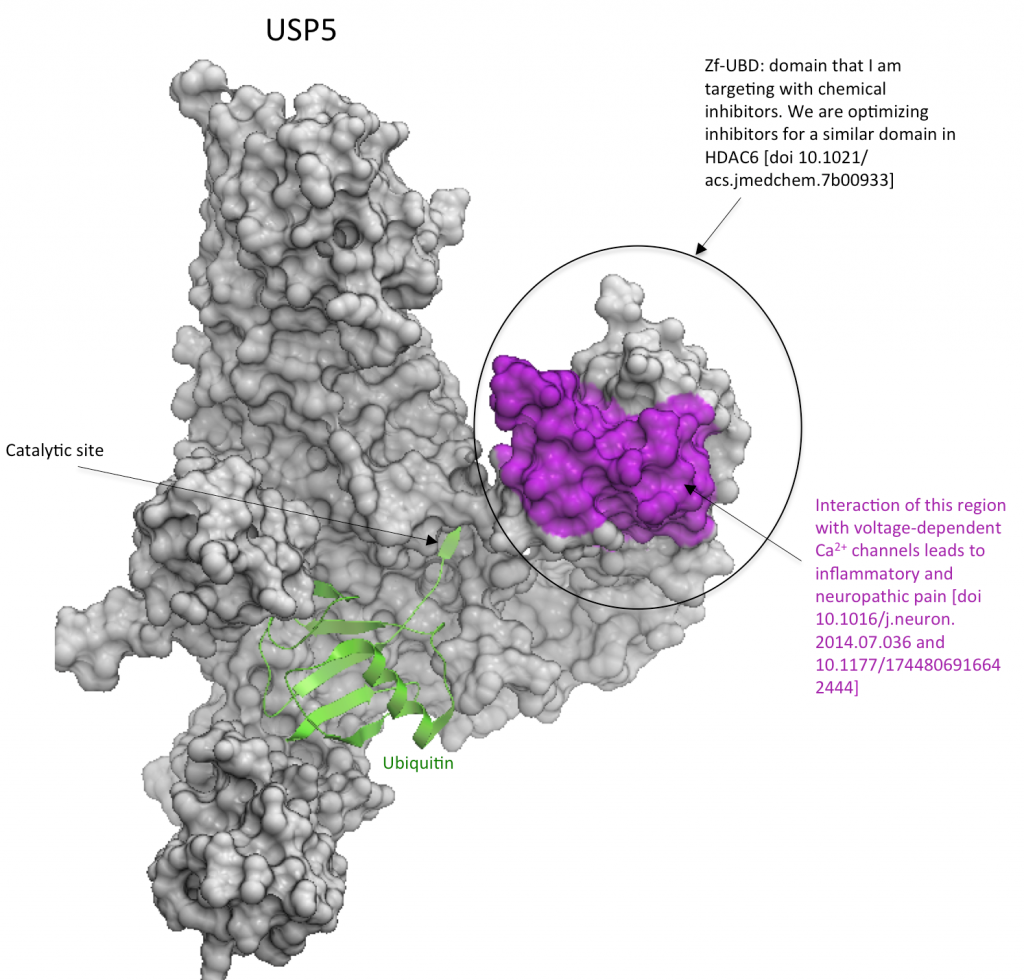 USP5
Zf-UBD: domain that I am
targeting with chemical
inhibitors. We are optimizing
inhibitors for a similar domain in
HDAC6 [doi 10.1021/
acs.jmedchem.7b00933]
Catalytic site
Interaction of this region
with voltage-dependent
Ca²⁺ channels leads to
inflammatory and
neuropathic pain [doi
10.1016/j.neuron.
2014.07.036 and
10.1177/174480691664
2444]
Ubiquitin